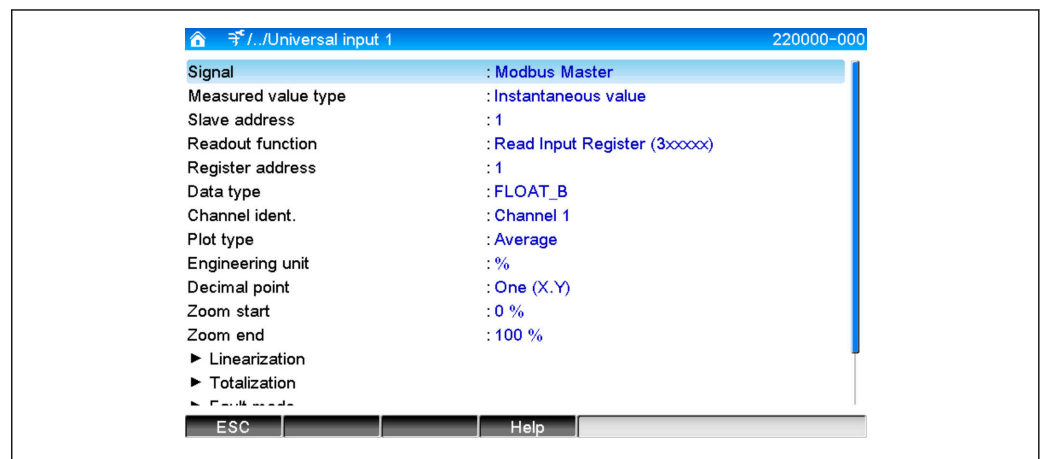 /../Universal input 1 220000-000
Signal : Modbus Master
Measured value type : Instantaneous value
Slave address : 1
Readout function : Read Input Register (3xxxxx)
Register address : 1
Data type : FLOAT_B
Channel ident. : Channel 1
Plot type : Average
Engineering unit : %
Decimal point : One (X.Y)
Zoom start : 0 %
Zoom end : 100 %
► Linearization
► Totalization
► Fault mode
ESC Help